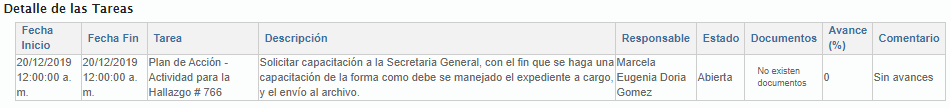 Detalle de las Tareas
Fecha Inicio Fecha Fin Tarea Descripción Responsable Estado Documentos Avance (%) Comentario
20/12/2019 12:00:00 a. m.
20/12/2019 12:00:00 a. m.
Plan de Acción -
Actividad para la
Hallazgo # 766
Solicitar capacitación a la Secretaria General, con el fin que se haga una
capacitación de la forma como debe se manejado el expediente a cargo,
y el envío al archivo.
Marcela
Eugenia Doria
Gomez
Abierta
No existen
documentos
0
Sin avances